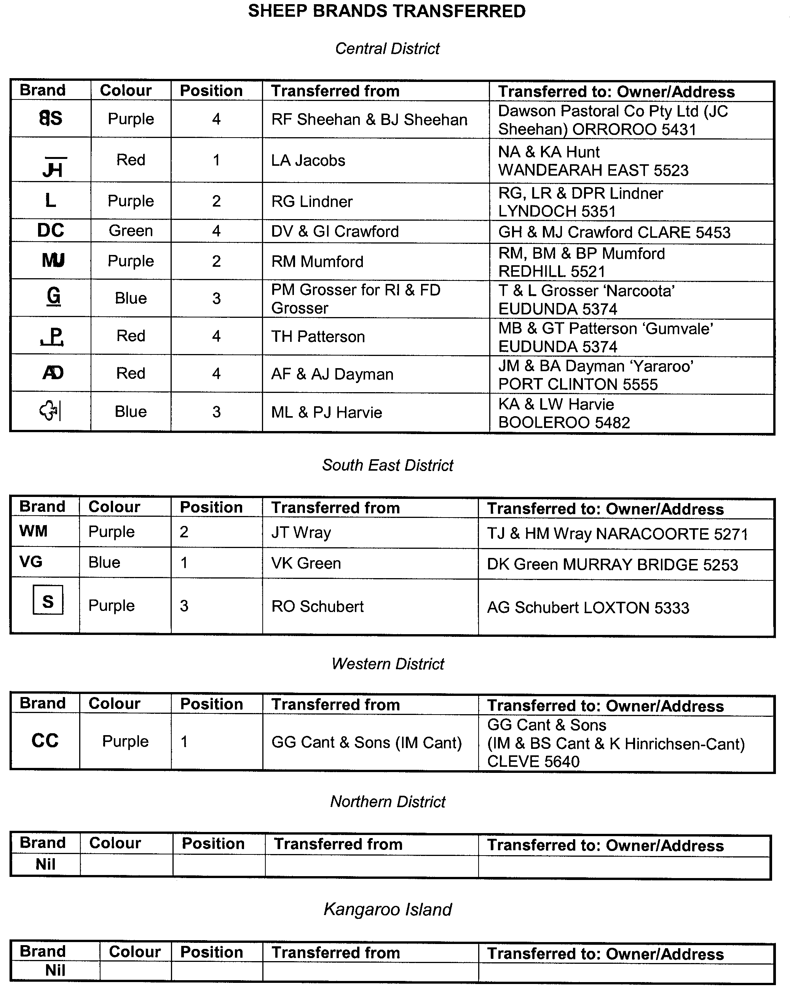 SHEEP BRANDS TRANSFERRED
Central District
Brand Colour Position Transferred from Transferred to: Owner/Address
Purple 4 RF Sheehan & BJ Sheehan Dawson Pastoral Co Pty Ltd (JC
Sheehan) ORROROO 5431
JH Red 1 LA Jacobs NA & KA Hunt
WANDEARAH EAST 5523
L Purple 2 RG Lindner RG, LR & DPR Lindner
LYNDOCH 5351
DC Green 4 DV & GI Crawford GH & MJ Crawford CLARE 5453
MJ Purple 2 RM Mumford RM, BM & BP Mumford
REDHILL 5521
G Blue 3 PM Grosser for RI & FD
Grosser
T & L Grosser ‘Narcoota’
EUDUNDA 5374
P Red 4 TH Patterson MB & GT Patterson ‘Gumvale’
EUDUNDA 5374
AD Red 4 AF & AJ Dayman JM & BA Dayman ‘Yararoo’
PORT CLINTON 5555
Blue 3 ML & PJ Harvie KA & LW Harvie
BOOLEROO 5482
South East District
Brand Colour Position Transferred from Transferred to: Owner/Address
WM Purple 2 JT Wray TJ & HM Wray NARACOORTE 5271
VG Blue 1 VK Green DK Green MURRAY BRIDGE 5253
S Purple 3 RO Schubert AG Schubert LOXTON 5333
Western District
Brand Colour Position Transferred from Transferred to: Owner/Address
CC Purple 1 GG Cant & Sons (IM Cant) GG Cant & Sons
(IM & BS Cant & K Hinrichsen-Cant)
CLEVE 5640
Northern District
Brand Colour Position Transferred from Transferred to: Owner/Address
Nil
Kangaroo Island
Brand Colour Position Transferred from Transferred to: Owner/Address
Nil